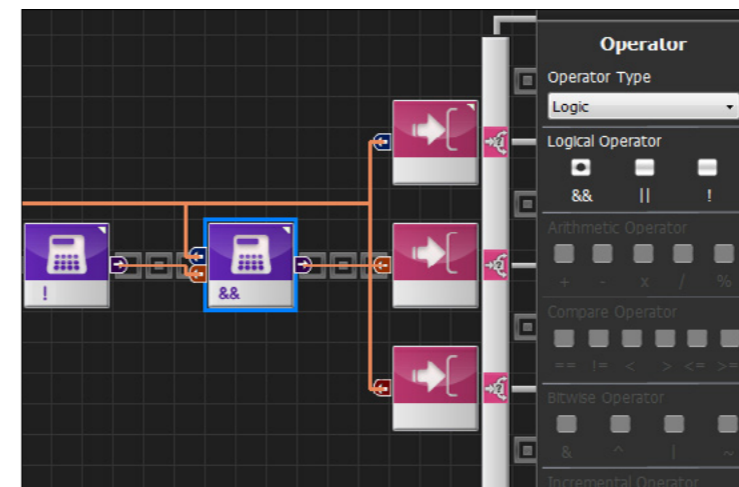 Operator
Operator Type
Logic
Logical Operator
&& || !
Arithmetic Operator
+ - x / %
Compare Operator
== != < > <= >=
Bitwise Operator
& ^ | ~
Incremental Operator
!
&&